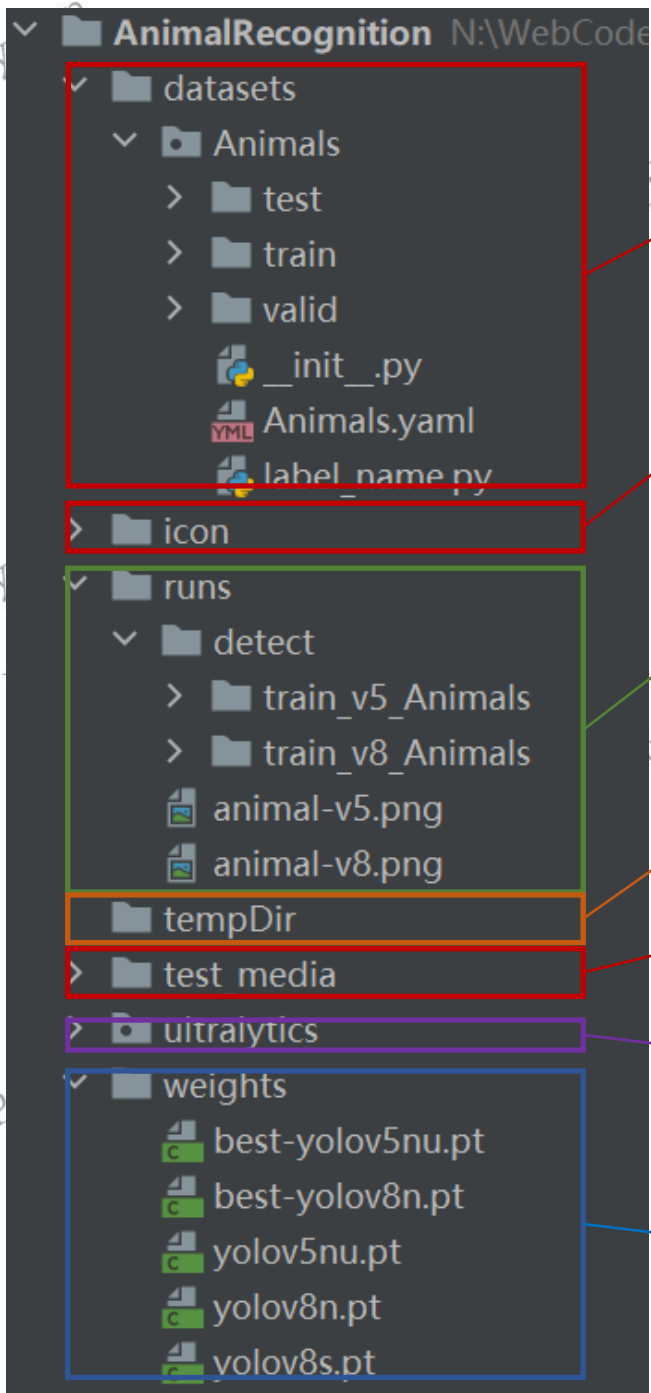 AnimalRecognition N:\WebCode
datasets
Animals
test
train
valid
__init__.py
Animals.yaml
label_name.py
icon
runs
detect
train_v5_Animals
train_v8_Animals
animal-v5.png
animal-v8.png
tempDir
test_media
ultralytics
weights
best-yolov5nu.pt
best-yolov8n.pt
yolov5nu.pt
yolov8n.pt
yolov8s.pt